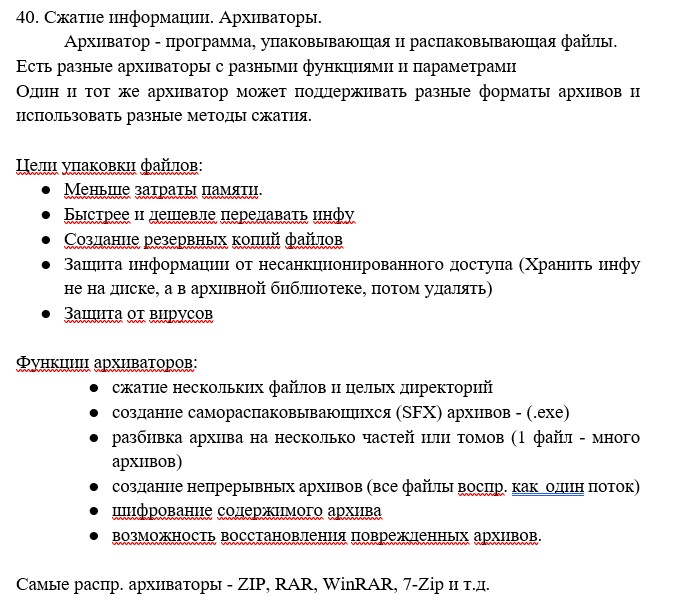 40. Сжатие информации. Архиваторы.
Архиватор - программа, упаковывающая и распаковывающая файлы.
Есть разные архиваторы с разными функциями и параметрами
Один и тот же архиватор может поддерживать разные форматы архивов и
использовать разные методы сжатия.
Цели упаковки файлов:
● Меньше затраты памяти.
● Быстрее и дешевле передавать инфу
● Создание резервных копий файлов
● Защита информации от несанкционированного доступа (Хранить инфу
не на диске, а в архивной библиотеке, потом удалять)
● Защита от вирусов
Функции архиваторов:
● сжатие нескольких файлов и целых директорий
● создание самораспаковывающихся (SFX) архивов - (.exe)
● разбивка архива на несколько частей или томов (1 файл - много
архивов)
● создание непрерывных архивов (все файлы воспр. как один поток)
● шифрование содержимого архива
● возможность восстановления поврежденных архивов.
Самые распр. архиваторы - ZIP, RAR, WinRAR, 7-Zip и т.д.